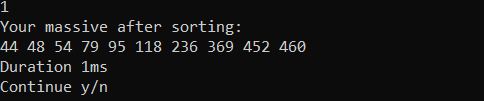 1
Your massive after sorting:
44 48 54 79 95 118 236 369 452 460
Duration 1ms
Continue y/n